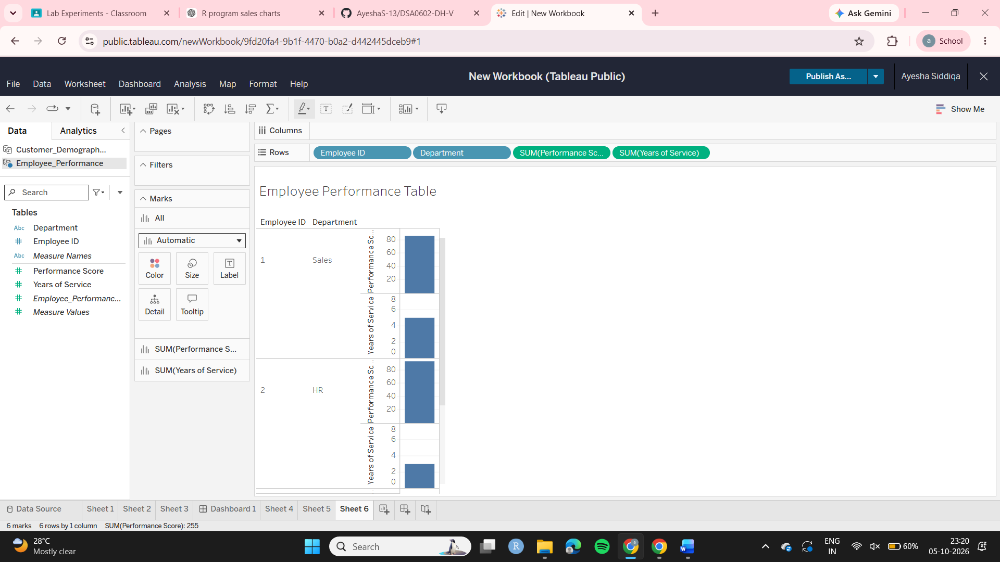 Lab Experiments - Classroom
R program sales charts
AyeshaS-13/DSA0602-DH-V
Edit | New Workbook
Ask Gemini
public.tableau.com/newWorkbook/9fd20fa4-9b1f-4470-b0a2-d442445dceb9#1
a
School
File
Data
Worksheet
Dashboard
Analysis
Map
Format
Help
New Workbook (Tableau Public)
Publish As...
Ayesha Siddiqa
Show Me
Data
Analytics
Customer_Demograph...
Employee_Performance
Search
Tables
Abc Department
Employee ID
Abc Measure Names
Performance Score
Years of Service
Employee_Performanc...
Measure Values
Pages
Filters
Marks
All
Automatic
Color
Size
Label
Detail
Tooltip
SUM(Performance S...
SUM(Years of Service)
Columns
Rows
Employee ID
Department
SUM(Performance Sc...
SUM(Years of Service)
Employee Performance Table
Employee ID Department
1
Sales
Performance Sc...
80
60
40
20
Years of Service
8
6
4
2
0
2
HR
Performance Sc...
80
60
40
20
Years of Service
8
6
4
2
0
Data Source
Sheet 1
Sheet 2
Sheet 3
Dashboard 1
Sheet 4
Sheet 5
Sheet 6
6 marks 6 rows by 1 column SUM(Performance Score): 255
28°C
Mostly clear
Search
R
W
a
ENG
IN
60%
23:20
05-10-2026